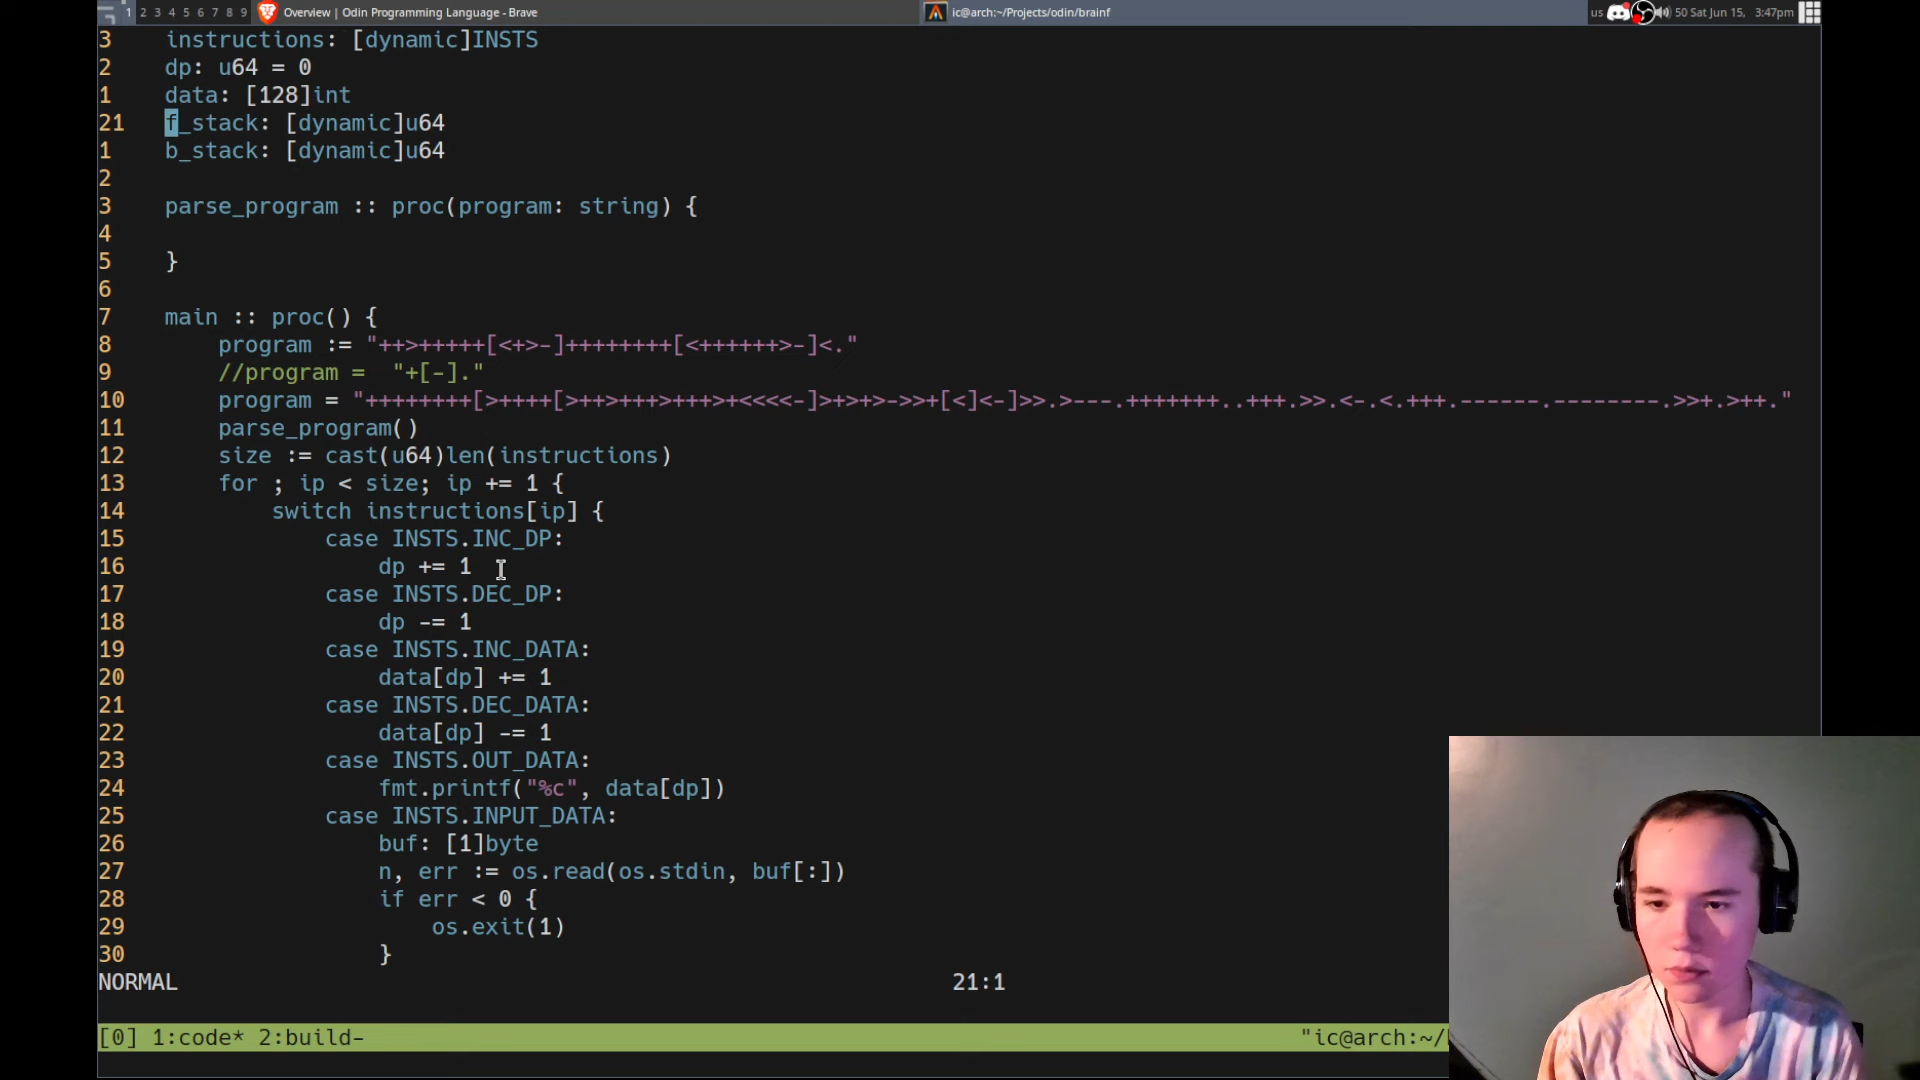 1 2 3 4 5 6 7 8 9 Overview | Odin Programming Language - Brave ic@arch:~/Projects/odin/brainf us 50 Sat Jun 15, 3:47pm
3 instructions: [dynamic]INSTS
2 dp: u64 = 0
1 data: [128]int
21 f_stack: [dynamic]u64
1 b_stack: [dynamic]u64
2
3 parse_program :: proc(program: string) {
4
5 }
6
7 main :: proc() {
8 program := "++>+++++[<+>-]++++++++[<++++++>-]<."
9 //program =  "+[-]."
10 program = "++++++++[>++++[>++>+++>+++>+<<<<-]>+>+>->>+[<]<-]>>.>---.+++++++..+++.>>.<-.<.+++.------.--------.>>+.>++."
11 parse_program()
12 size := cast(u64)len(instructions)
13 for ; ip < size; ip += 1 {
14 switch instructions[ip] {
15 case INSTS.INC_DP:
16 dp += 1
17 case INSTS.DEC_DP:
18 dp -= 1
19 case INSTS.INC_DATA:
20 data[dp] += 1
21 case INSTS.DEC_DATA:
22 data[dp] -= 1
23 case INSTS.OUT_DATA:
24 fmt.printf("%c", data[dp])
25 case INSTS.INPUT_DATA:
26 buf: [1]byte
27 n, err := os.read(os.stdin, buf[:])
28 if err < 0 {
29 os.exit(1)
30 }
NORMAL 21:1
[0] 1:code* 2:build- "ic@arch:~/